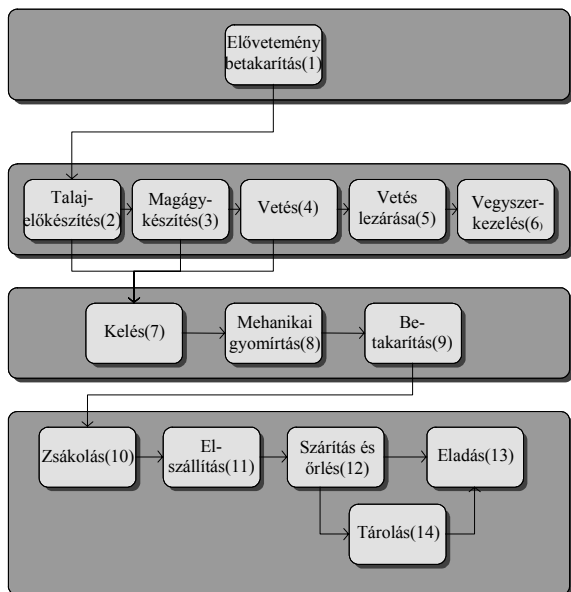 Elővetemény
betakarítás(1)
Talaj-
előkészítés(2)
Magágy-
készítés(3)
Vetés(4)
Vetés
lezárása(5)
Vegyszer-
kezelés(6)
Kelés(7)
Mehanikai
gyomírtás(8)
Be-
takarítás(9)
Zsákolás(10)
El-
szállítás(11)
Szárítás és
őrlés(12)
Eladás(13)
Tárolás(14)